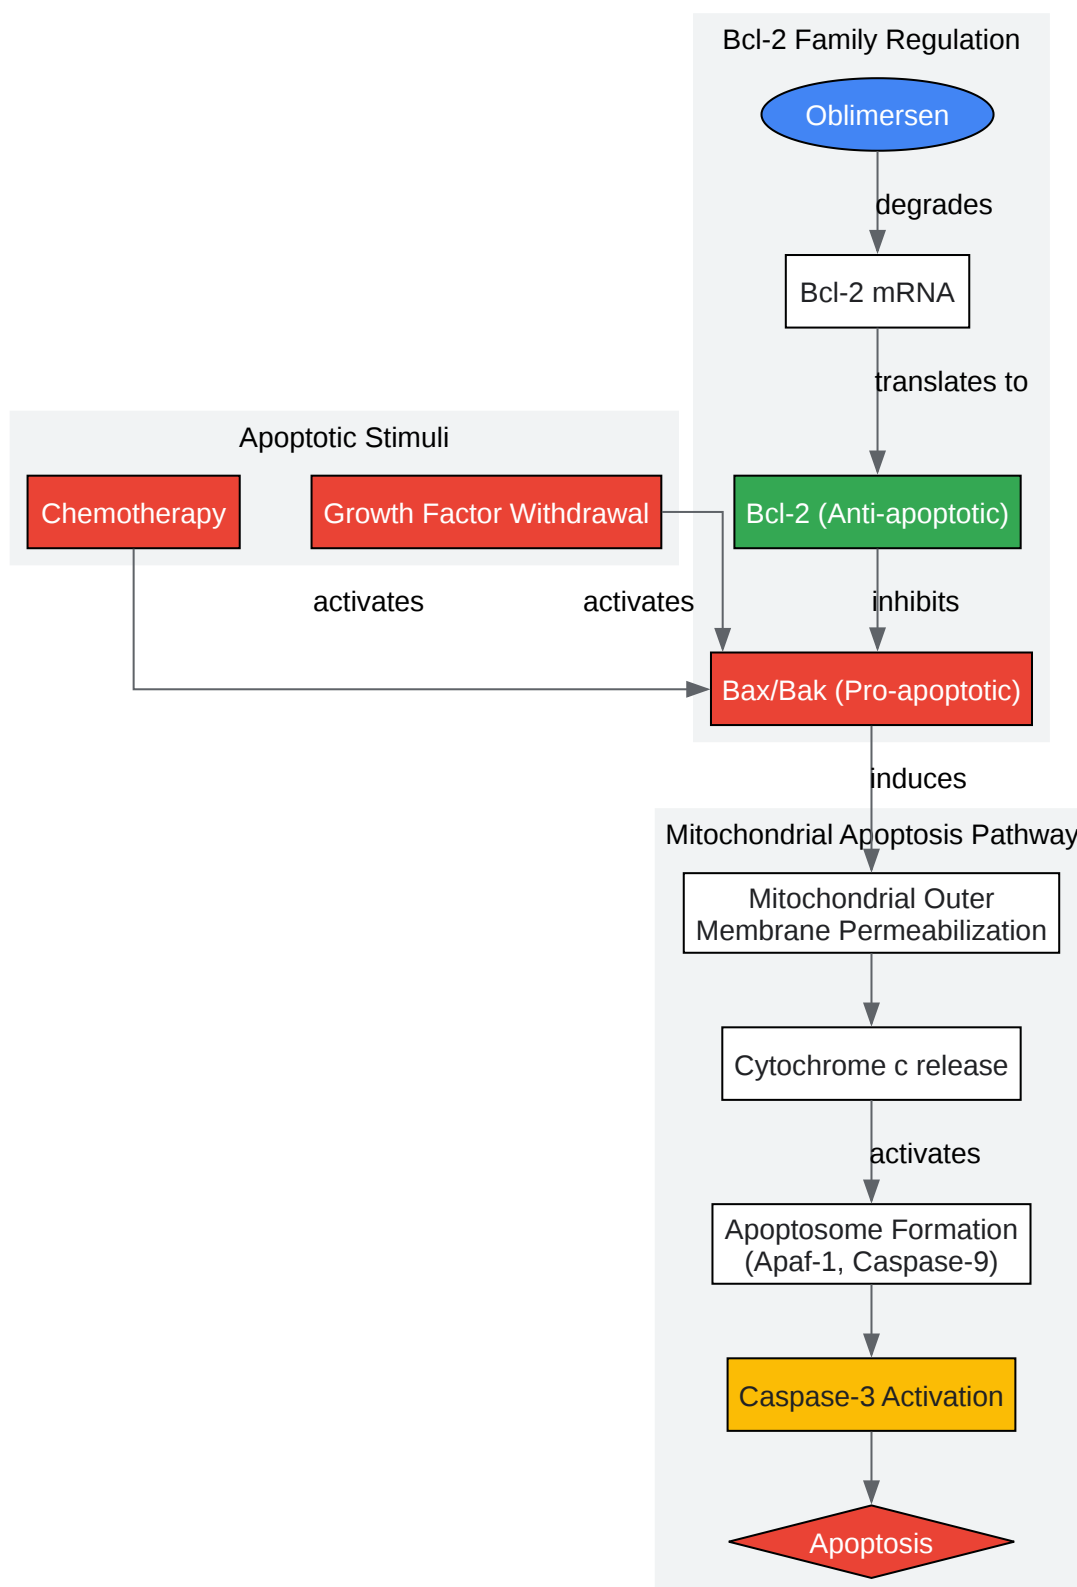 Bcl-2 Family Regulation
Oblimersen
degrades
Bcl-2 mRNA
translates to
Apoptotic Stimuli
Chemotherapy
Growth Factor Withdrawal
Bcl-2 (Anti-apoptotic)
activates
activates
inhibits
Bax/Bak (Pro-apoptotic)
induces
Mitochondrial Apoptosis Pathway
Mitochondrial Outer
Membrane Permeabilization
Cytochrome c release
activates
Apoptosome Formation
(Apaf-1, Caspase-9)
Caspase-3 Activation
Apoptosis